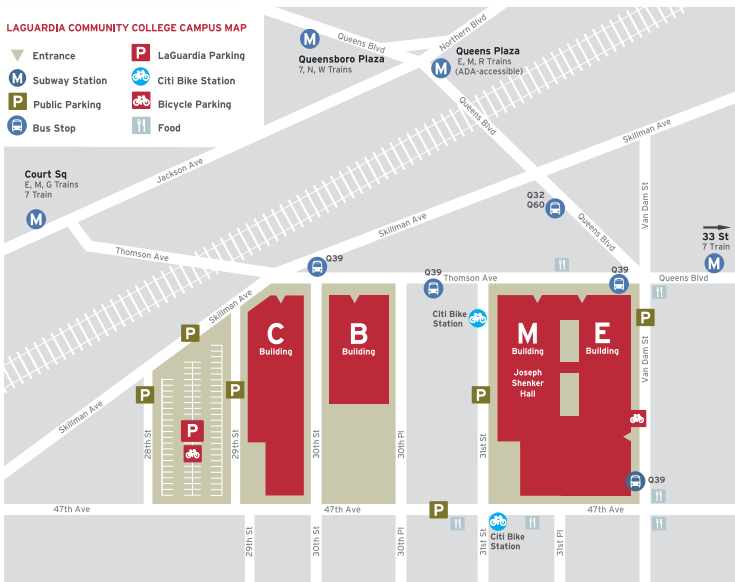 LAGUARDIA COMMUNITY COLLEGE CAMPUS MAP
Entrance
P LaGuardia Parking
M Subway Station
Citi Bike Station
P Public Parking
Bicycle Parking
Bus Stop
Food
M
Queens Blvd
Queensboro Plaza
7, N, W Trains
Northern Blvd
Queens Plaza
M
E, M, R Trains
(ADA-accessible)
Queens Blvd
Skillman Ave
Jackson Ave
Court Sq
E, M, G Trains
7 Train
M
Van Dam St
Q32
Q60
Queens Blvd
Skillman Ave
33 St
7 Train
M
Thomson Ave
Q39
Q39
Thomson Ave
Q39
Queens Blvd
Skillman Ave
Citi Bike
Station
P
P
C
Building
B
Building
M
Building
E
Building
Joseph
Shenker
Hall
Van Dam St
P
P
P
Skillman Ave
P
28th St
29th St
30th St
30th Pl
31st St
Q39
47th Ave
47th Ave
P
47th Ave
29th St
30th St
30th Pl
31st St
Citi Bike
Station
31st Pl